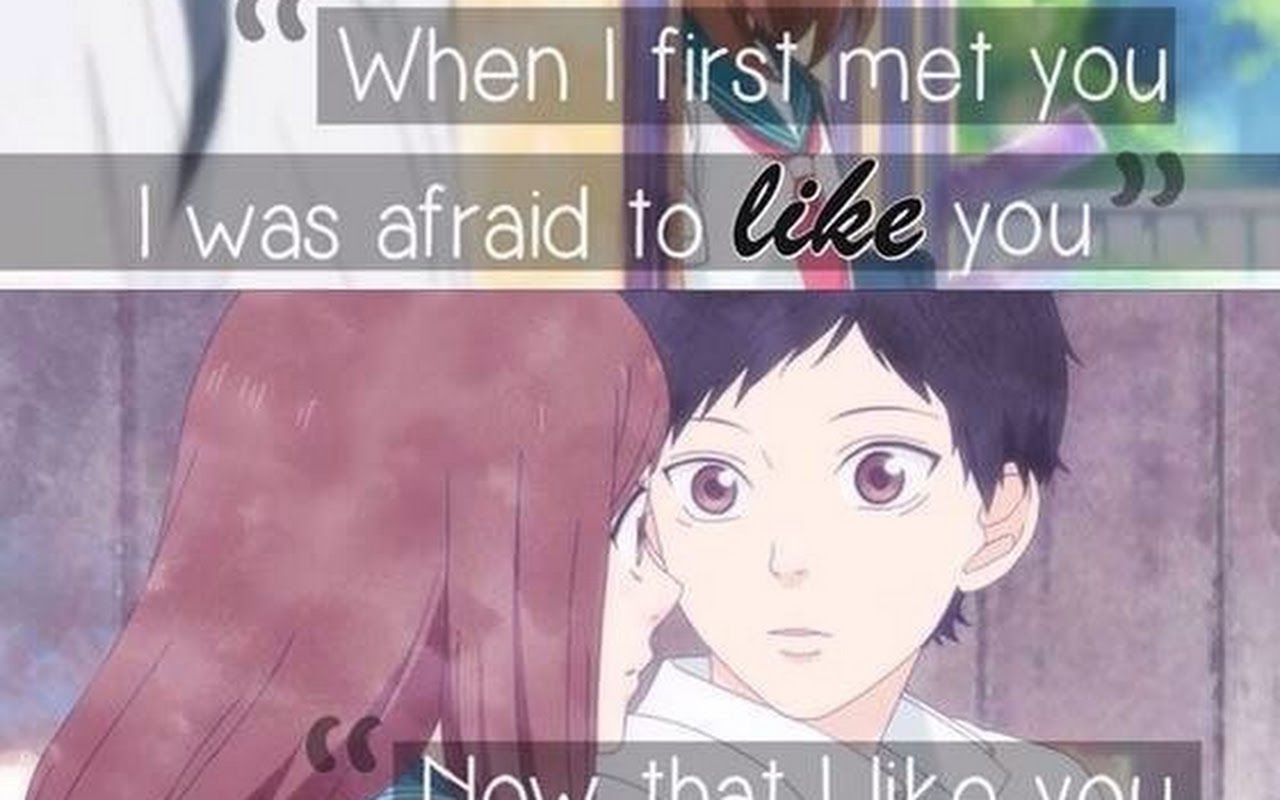 “When I first met you
I was afraid to like you”
“Now that I like you